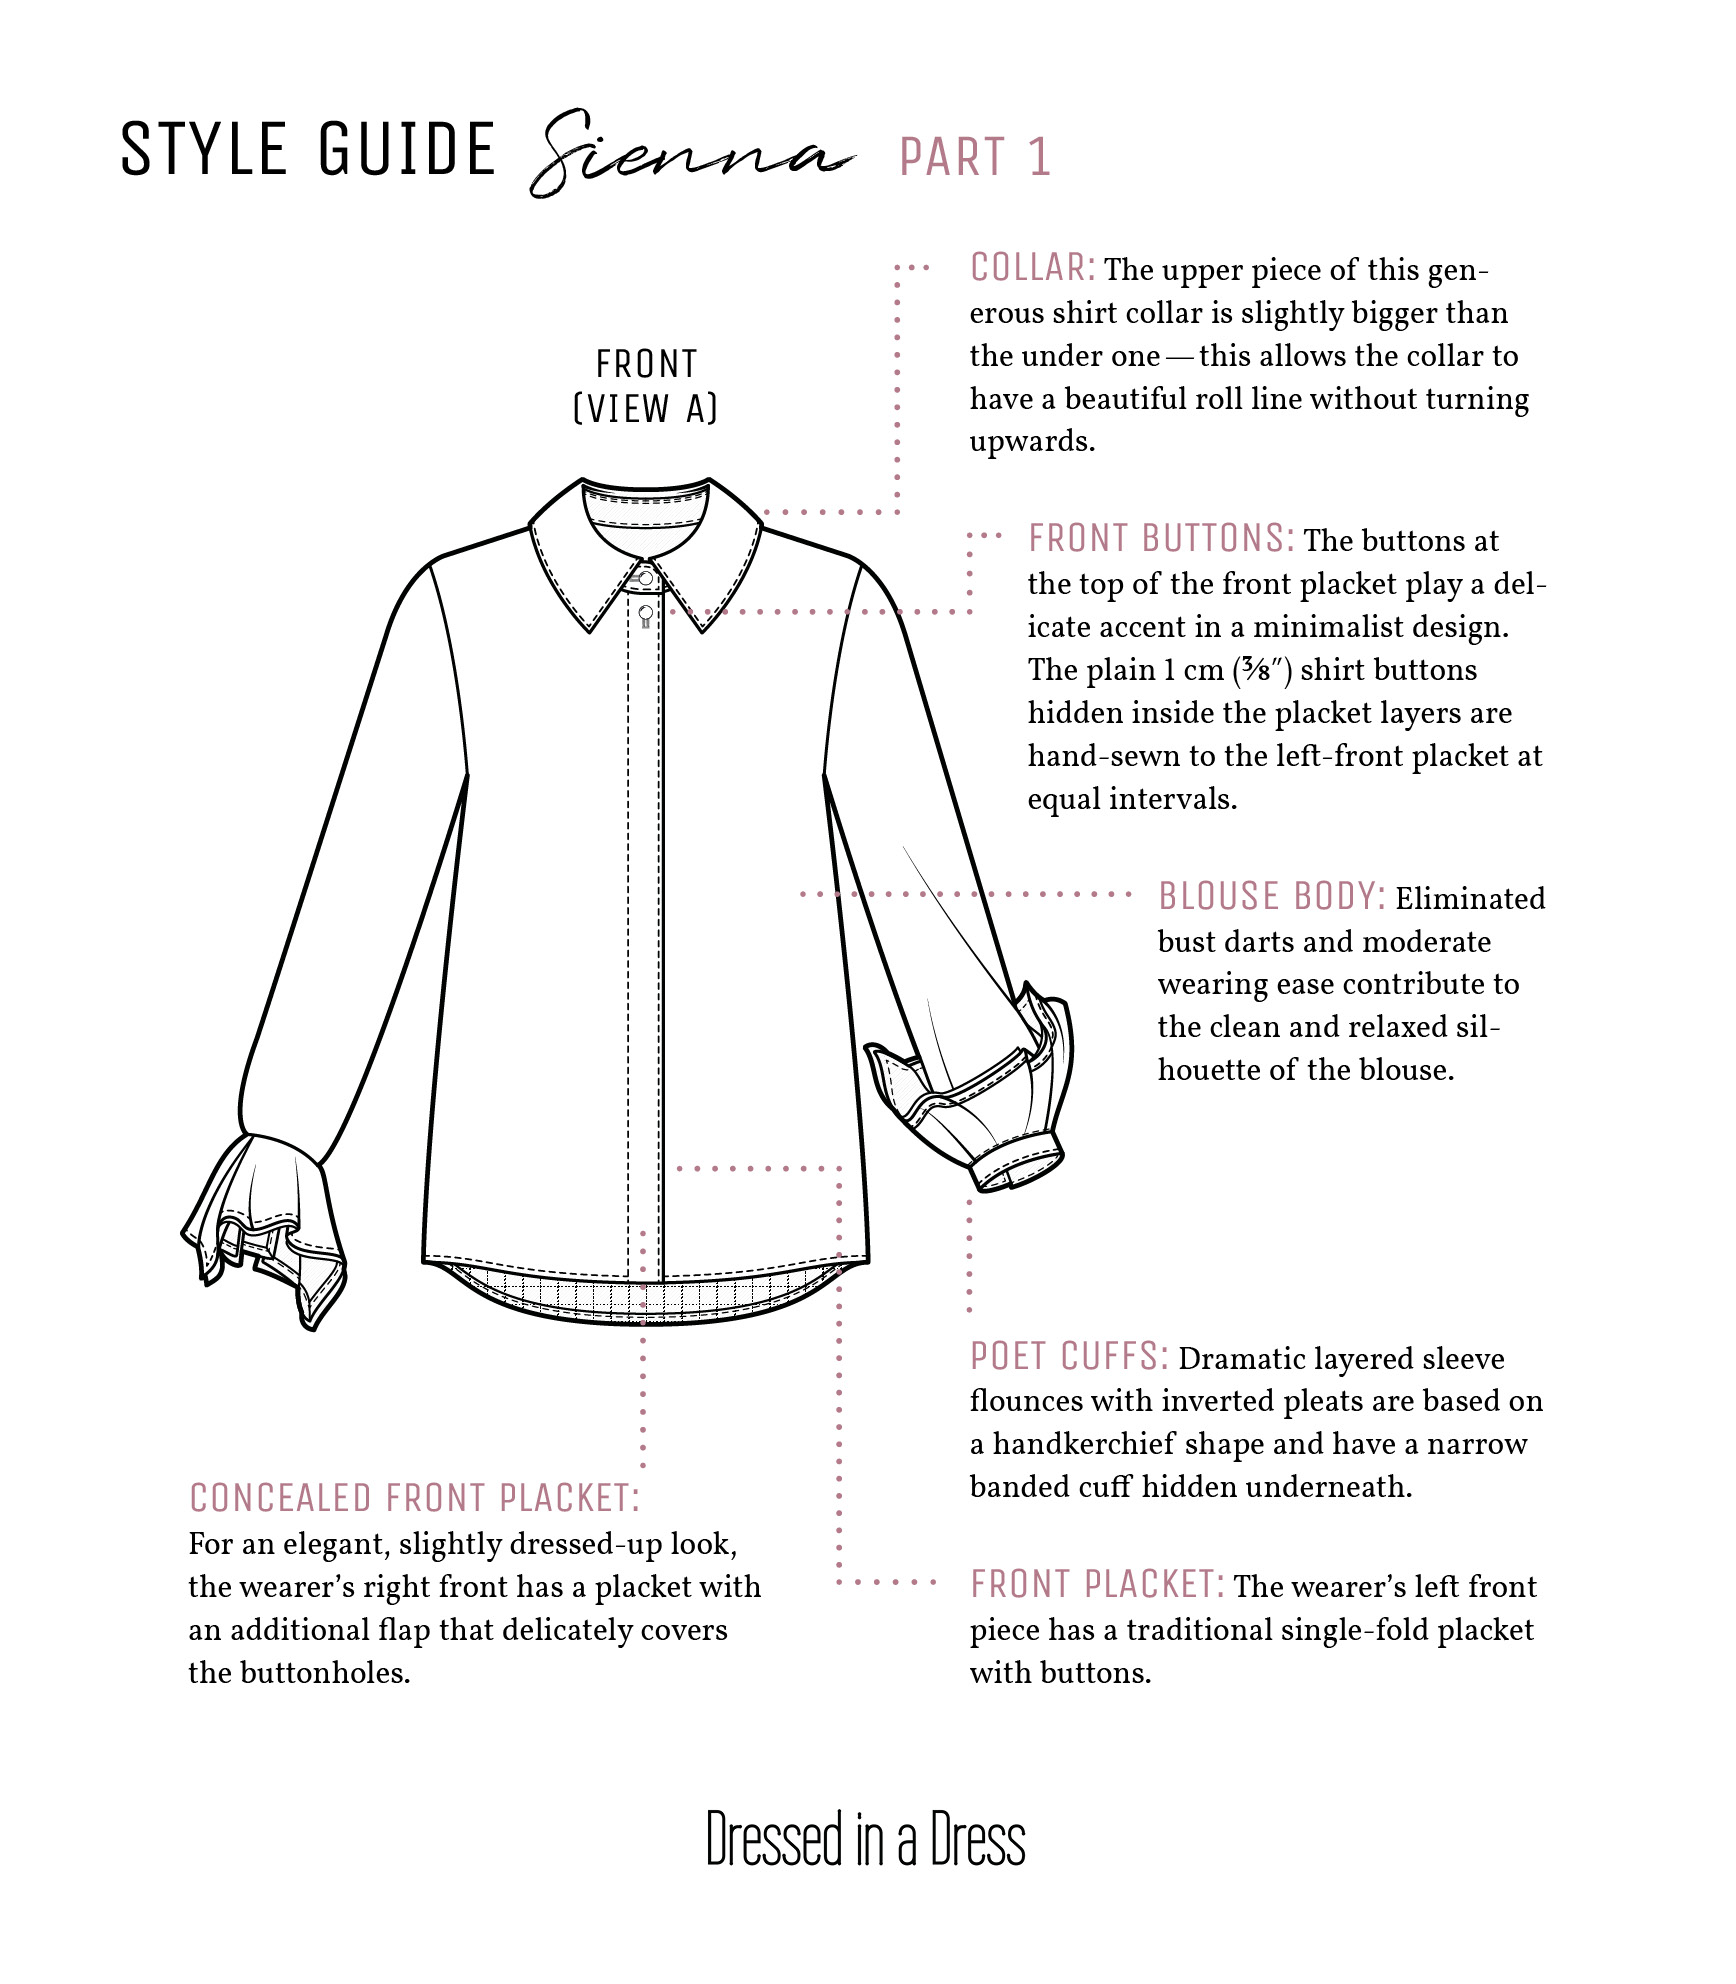 STYLE GUIDE Sienna PART 1
FRONT
(VIEW A)
COLLAR: The upper piece of this gen-
erous shirt collar is slightly bigger than
the under one—this allows the collar to
have a beautiful roll line without turning
upwards.
FRONT BUTTONS: The buttons at
the top of the front placket play a del-
icate accent in a minimalist design.
The plain 1 cm (⅜″) shirt buttons
hidden inside the placket layers are
hand-sewn to the left-front placket at
equal intervals.
BLOUSE BODY: Eliminated
bust darts and moderate
wearing ease contribute to
the clean and relaxed sil-
houette of the blouse.
POET CUFFS: Dramatic layered sleeve
flounces with inverted pleats are based on
a handkerchief shape and have a narrow
banded cuff hidden underneath.
CONCEALED FRONT PLACKET:
For an elegant, slightly dressed-up look,
the wearer’s right front has a placket with
an additional flap that delicately covers
the buttonholes.
FRONT PLACKET: The wearer’s left front
piece has a traditional single-fold placket
with buttons.
Dressed in a Dress